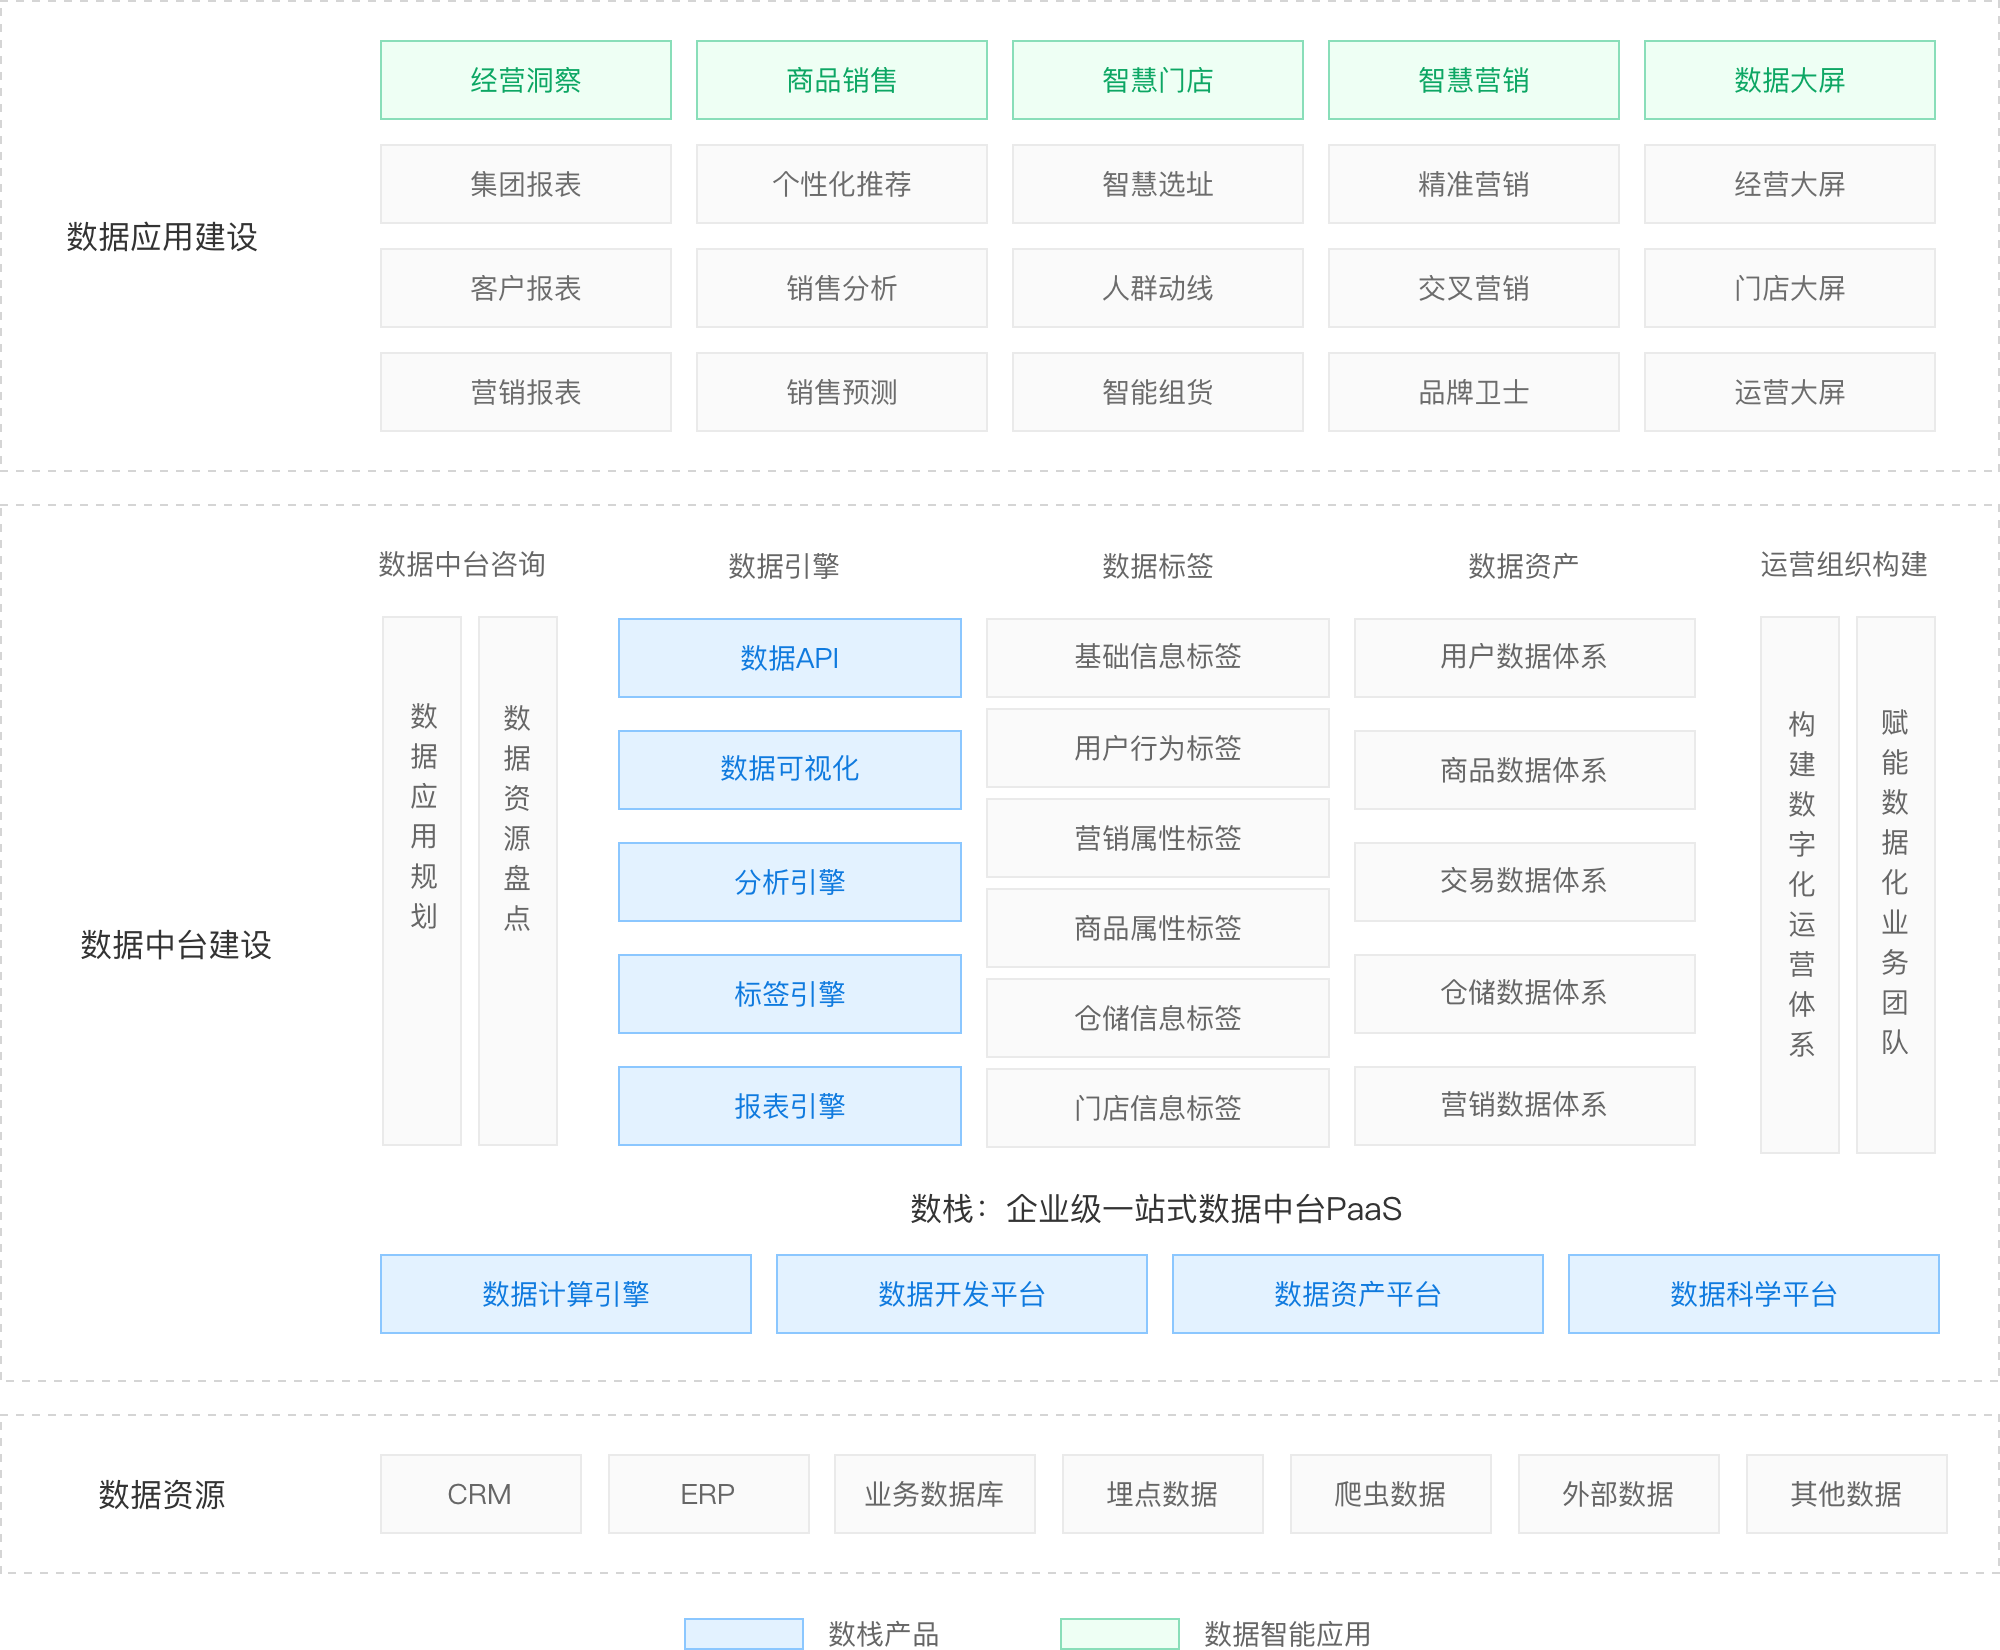 经营洞察 商品销售 智慧门店 智慧营销 数据大屏
集团报表 个性化推荐 智慧选址 精准营销 经营大屏
数据应用建设
客户报表 销售分析 人群动线 交叉营销 门店大屏
营销报表 销售预测 智能组货 品牌卫士 运营大屏
数据中台建设
数据中台咨询
数据应用规划
数据资源盘点
数据引擎
数据API
数据可视化
分析引擎
标签引擎
报表引擎
数据标签
基础信息标签
用户行为标签
营销属性标签
商品属性标签
仓储信息标签
门店信息标签
数据资产
用户数据体系
商品数据体系
交易数据体系
仓储数据体系
营销数据体系
运营组织构建
构建数字化运营体系
赋能数据化业务团队
数栈：企业级一站式数据中台PaaS
数据计算引擎 数据开发平台 数据资产平台 数据科学平台
数据资源 CRM ERP 业务数据库 埋点数据 爬虫数据 外部数据 其他数据
数栈产品 数据智能应用